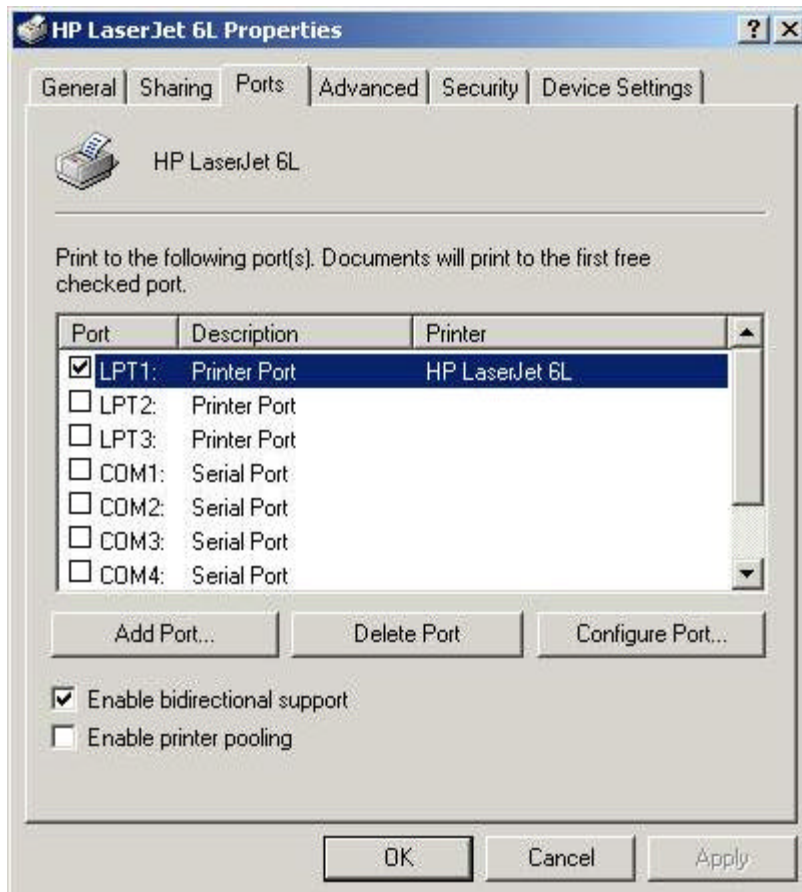 HP LaserJet 6L Properties
General Sharing Ports Advanced Security Device Settings
HP LaserJet 6L
Print to the following port(s). Documents will print to the first free
checked port.
Port Description Printer
LPT1: Printer Port HP LaserJet 6L
LPT2: Printer Port
LPT3: Printer Port
COM1: Serial Port
COM2: Serial Port
COM3: Serial Port
COM4: Serial Port
Add Port... Delete Port Configure Port...
Enable bidirectional support
Enable printer pooling
OK Cancel Apply